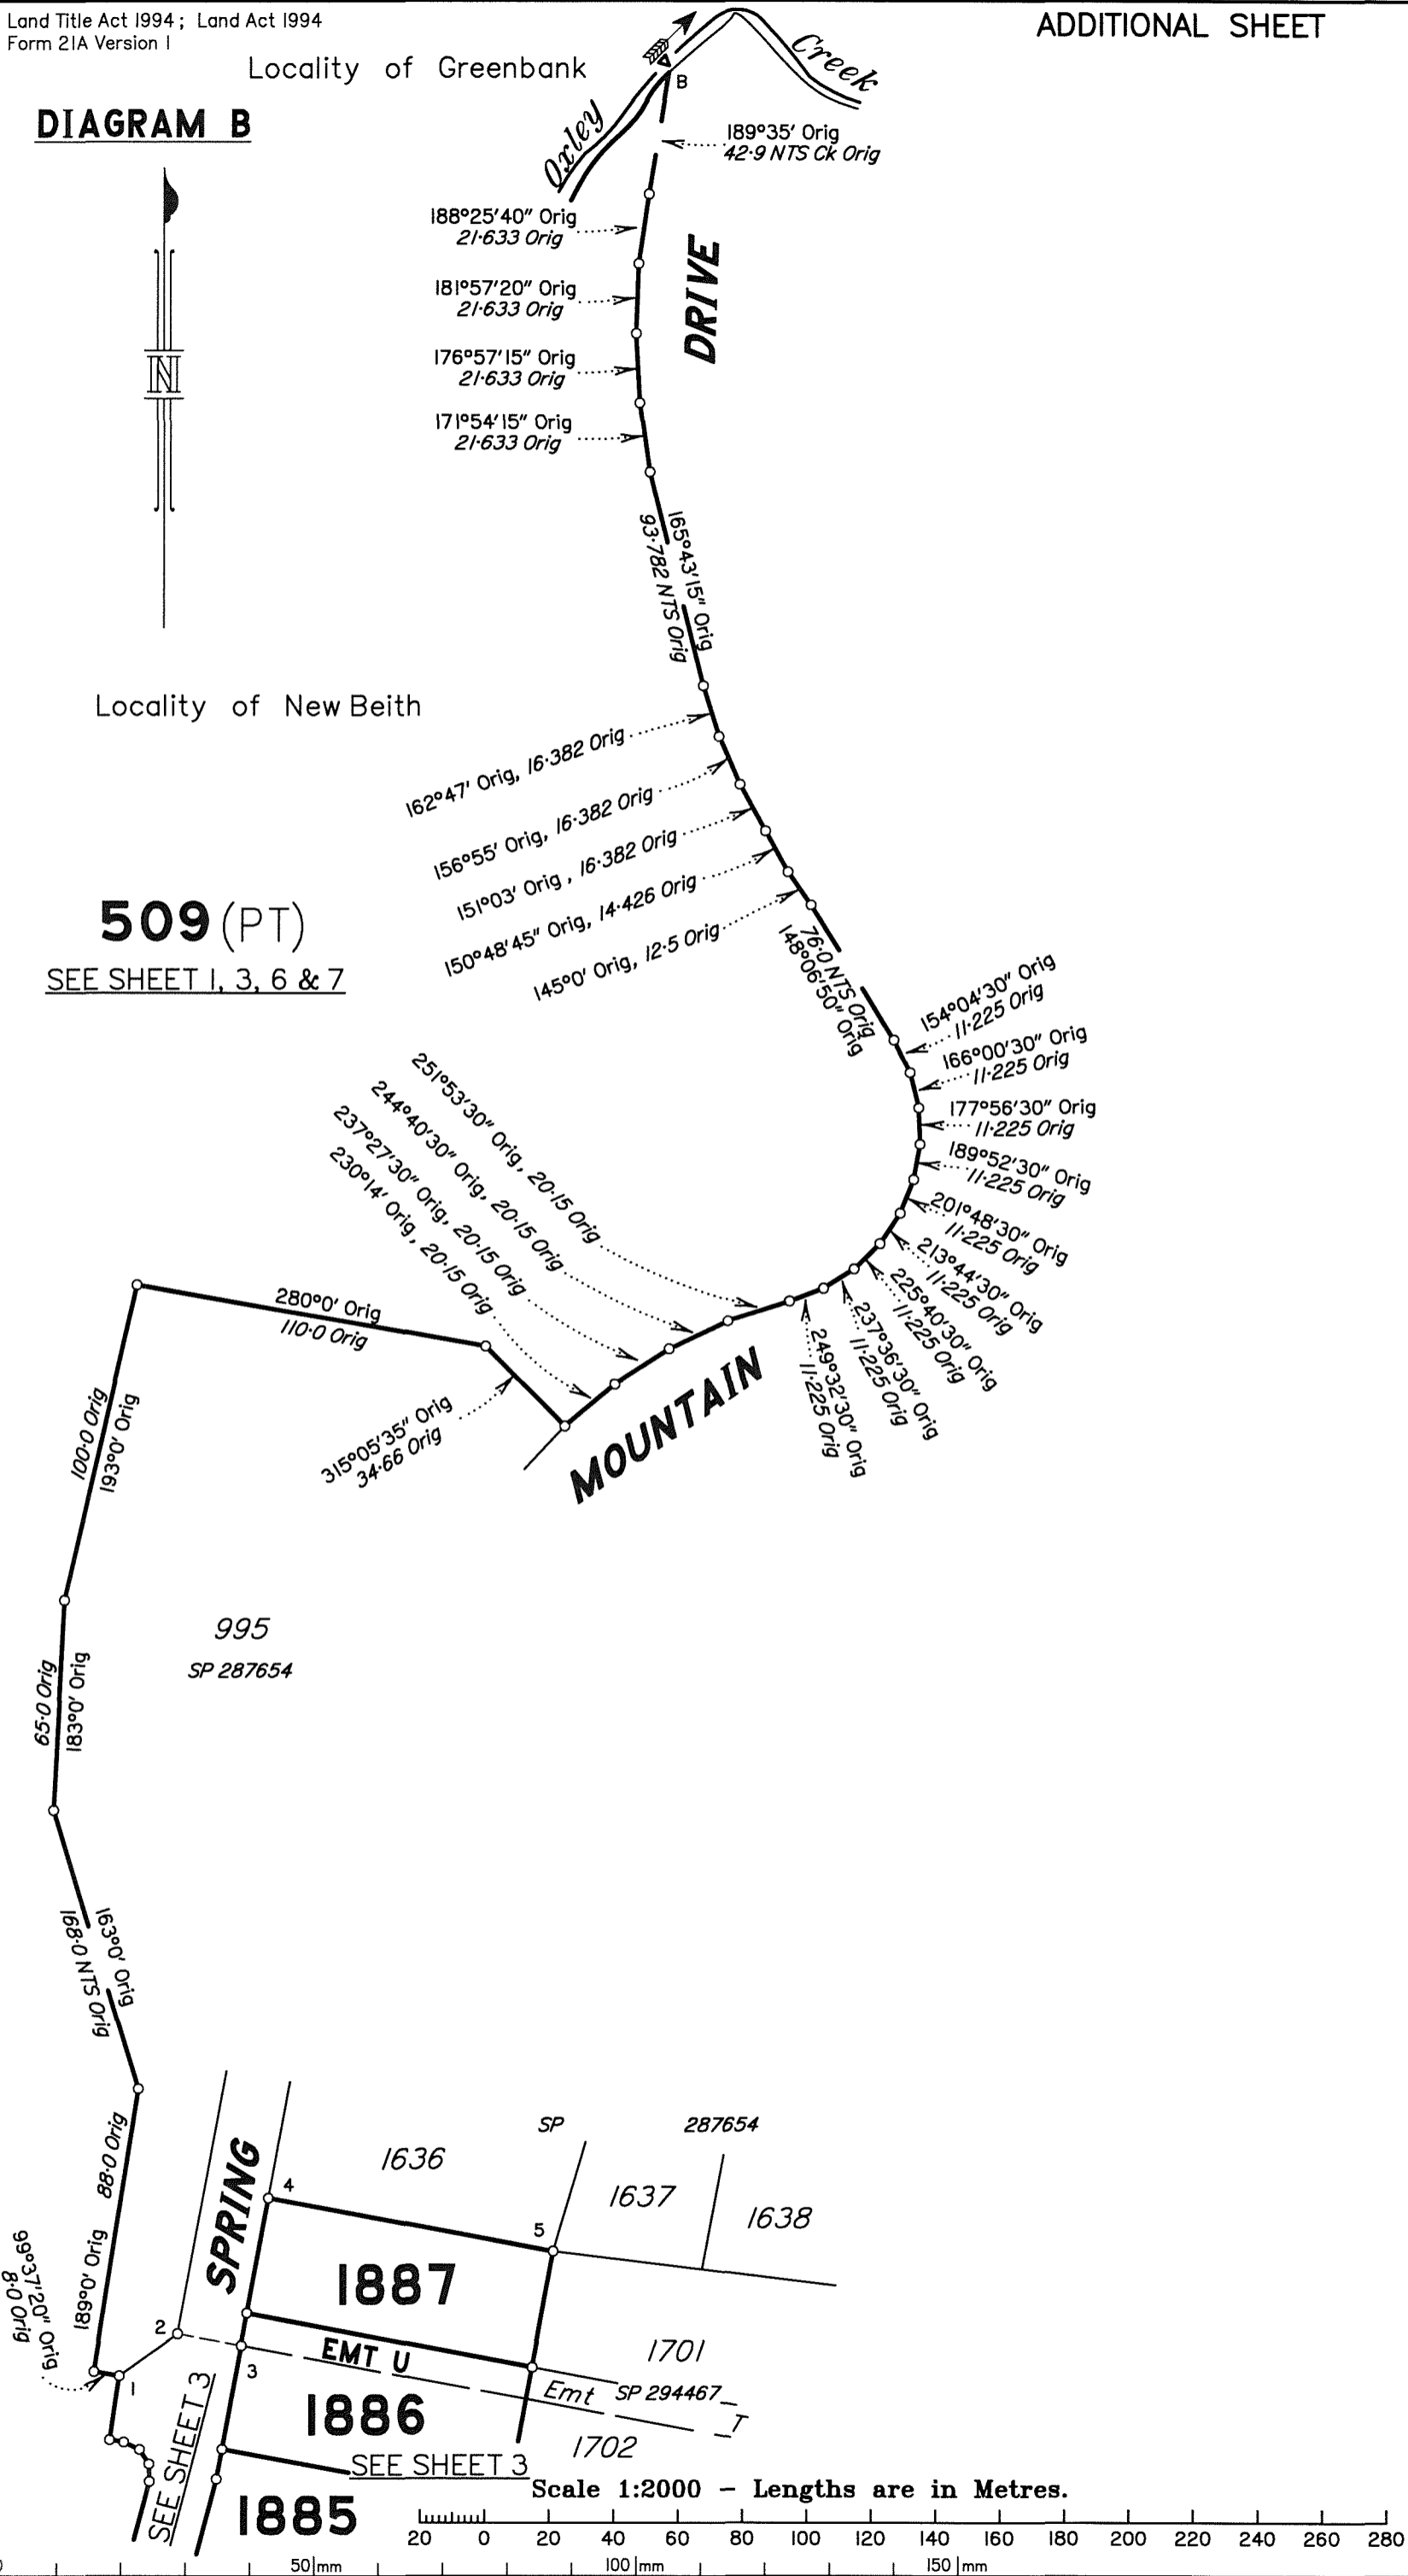 Land Title Act 1994 ; Land Act 1994
Form 21A Version 1
ADDITIONAL SHEET
Locality of Greenbank
DIAGRAM B
Oxley
Creek
B
189°35' Orig
42·9 NTS Ck Orig
188°25'40" Orig
21·633 Orig
DRIVE
181°57'20" Orig
21·633 Orig
176°57'15" Orig
21·633 Orig
N
171°54'15" Orig
21·633 Orig
165°43'15" Orig
93·782 NTS Orig
Locality of New Beith
162°47' Orig, 16·382 Orig
156°55' Orig, 16·382 Orig
151°03' Orig , 16·382 Orig
150°48'45" Orig, 14·426 Orig
145°0' Orig, 12·5 Orig
509 (PT)
SEE SHEET 1, 3, 6 & 7
76·0 NTS Orig
148°06'50" Orig
154°04'30" Orig
11·225 Orig
166°00'30" Orig
11·225 Orig
177°56'30" Orig
11·225 Orig
189°52'30" Orig
11·225 Orig
201°48'30" Orig
11·225 Orig
213°44'30" Orig
11·225 Orig
225°40'30" Orig
11·225 Orig
237°36'30" Orig
11·225 Orig
249°32'30" Orig
11·225 Orig
251°53'30" Orig, 20·15 Orig
244°40'30" Orig, 20·15 Orig
237°27'30" Orig, 20·15 Orig
230°14' Orig , 20·15 Orig
280°0' Orig
110·0 Orig
315°05'35" Orig
34·66 Orig
MOUNTAIN
100·0 Orig
193°0' Orig
995
SP 287654
65·0 Orig
183°0' Orig
163°0' Orig
168·0 NTS Orig
88·0 Orig
189°0' Orig
99°37'20" Orig
8·0 Orig
SPRING
SP 287654
1636
1637
1638
4
5
1887
2
1
3
EMT U
1701
Emt SP 294467
T
1886
1702
SEE SHEET 3
SEE SHEET 3
1885
Scale 1:2000 – Lengths are in Metres.
20 0 20 40 60 80 100 120 140 160 180 200 220 240 260 280
0 50 mm 100 mm 150 mm